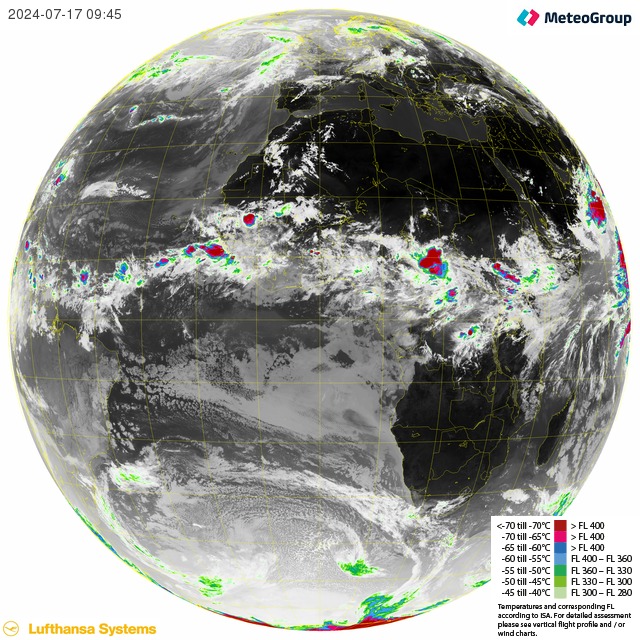 2024-07-17 09:45
MeteoGroup
<-70 till -70°C > FL 400
-70 till -65°C > FL 400
-65 till -60°C > FL 400
-60 till -55°C FL 400 – FL 360
-55 till -50°C FL 360 – FL 330
-50 till -45°C FL 330 – FL 300
-45 till -40°C FL 300 – FL 280
Temperatures and corresponding FL
according to ISA. For detailed assessment
please see vertical flight profile and / or
wind charts.
Lufthansa Systems